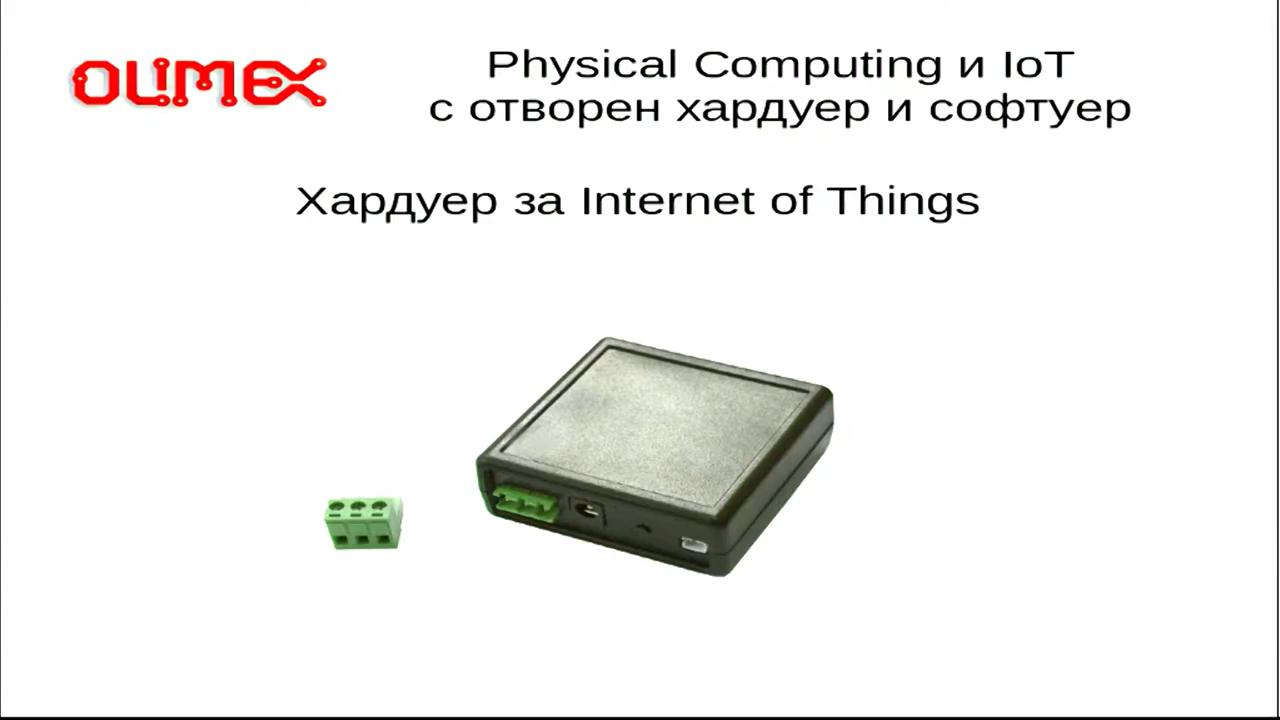 OLIMEX
Physical Computing и IoT
с отворен хардуер и софтуер
Хардуер за Internet of Things